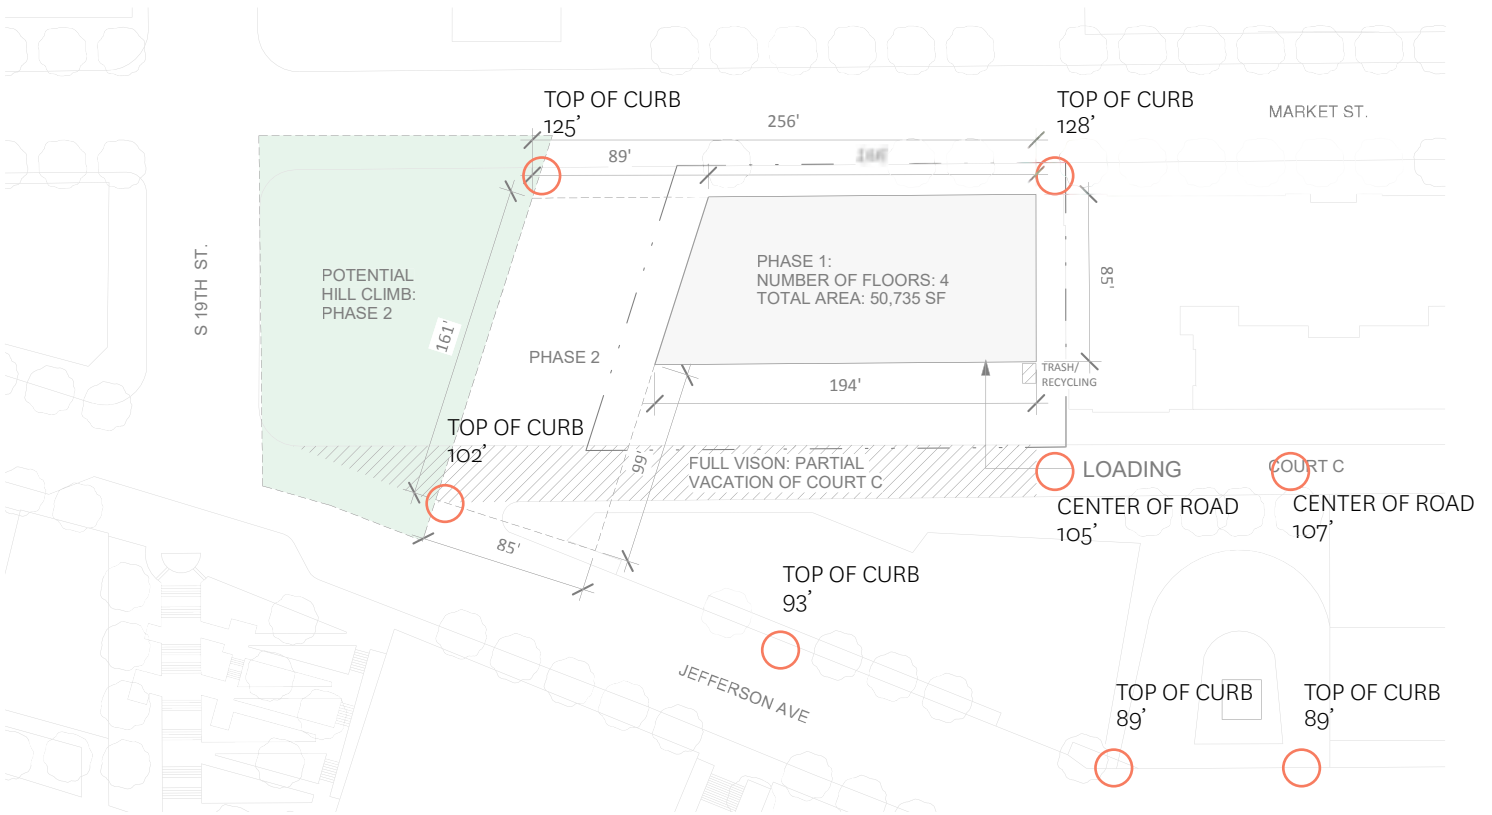 TOP OF CURB
125’
256'
TOP OF CURB
128’
MARKET ST.
89'
S 19TH ST.
POTENTIAL
HILL CLIMB:
PHASE 2
161'
PHASE 2
PHASE 1:
NUMBER OF FLOORS: 4
TOTAL AREA: 50,735 SF
85'
TRASH/
RECYCLING
194'
TOP OF CURB
102’
99'
FULL VISON: PARTIAL
VACATION OF COURT C
LOADING
COURT C
CENTER OF ROAD
105’
CENTER OF ROAD
107’
85'
TOP OF CURB
93’
JEFFERSON AVE
TOP OF CURB
89’
TOP OF CURB
89’